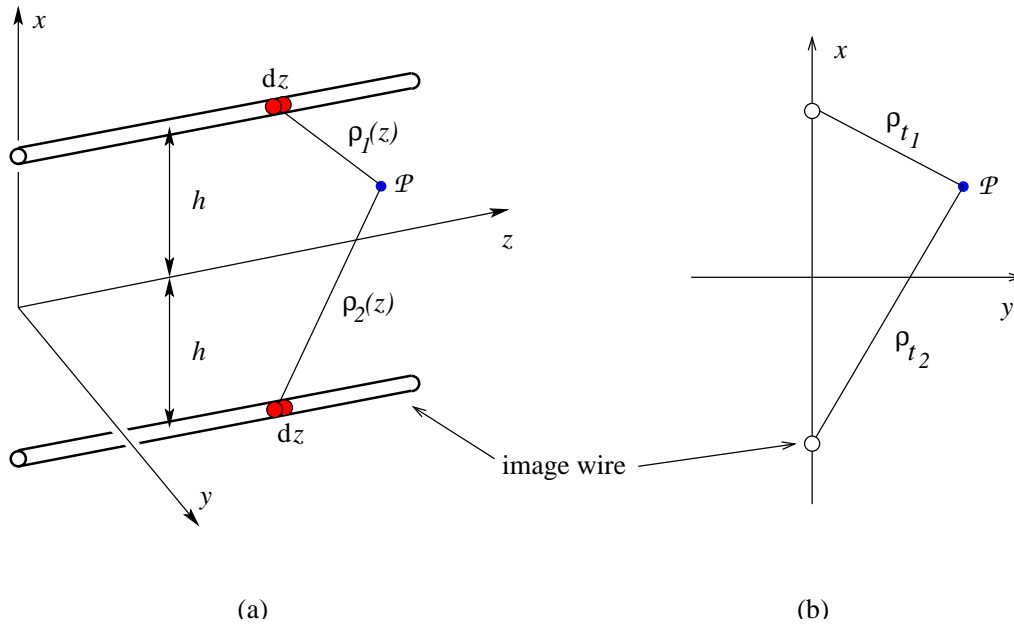 x
dz
ρ1(z)
P
h
z
ρ2(z)
h
dz
y
image wire
(a)
x
ρt1
P
y
ρt2
(b)